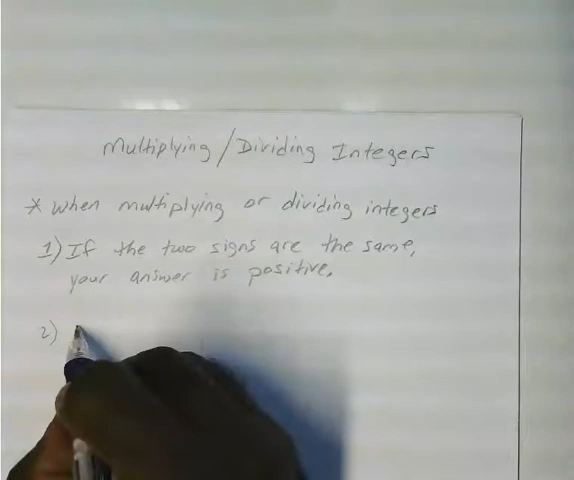 Multiplying / Dividing Integers
* When multiplying or dividing integers
1) If the two signs are the same,
your answer is positive.
2)